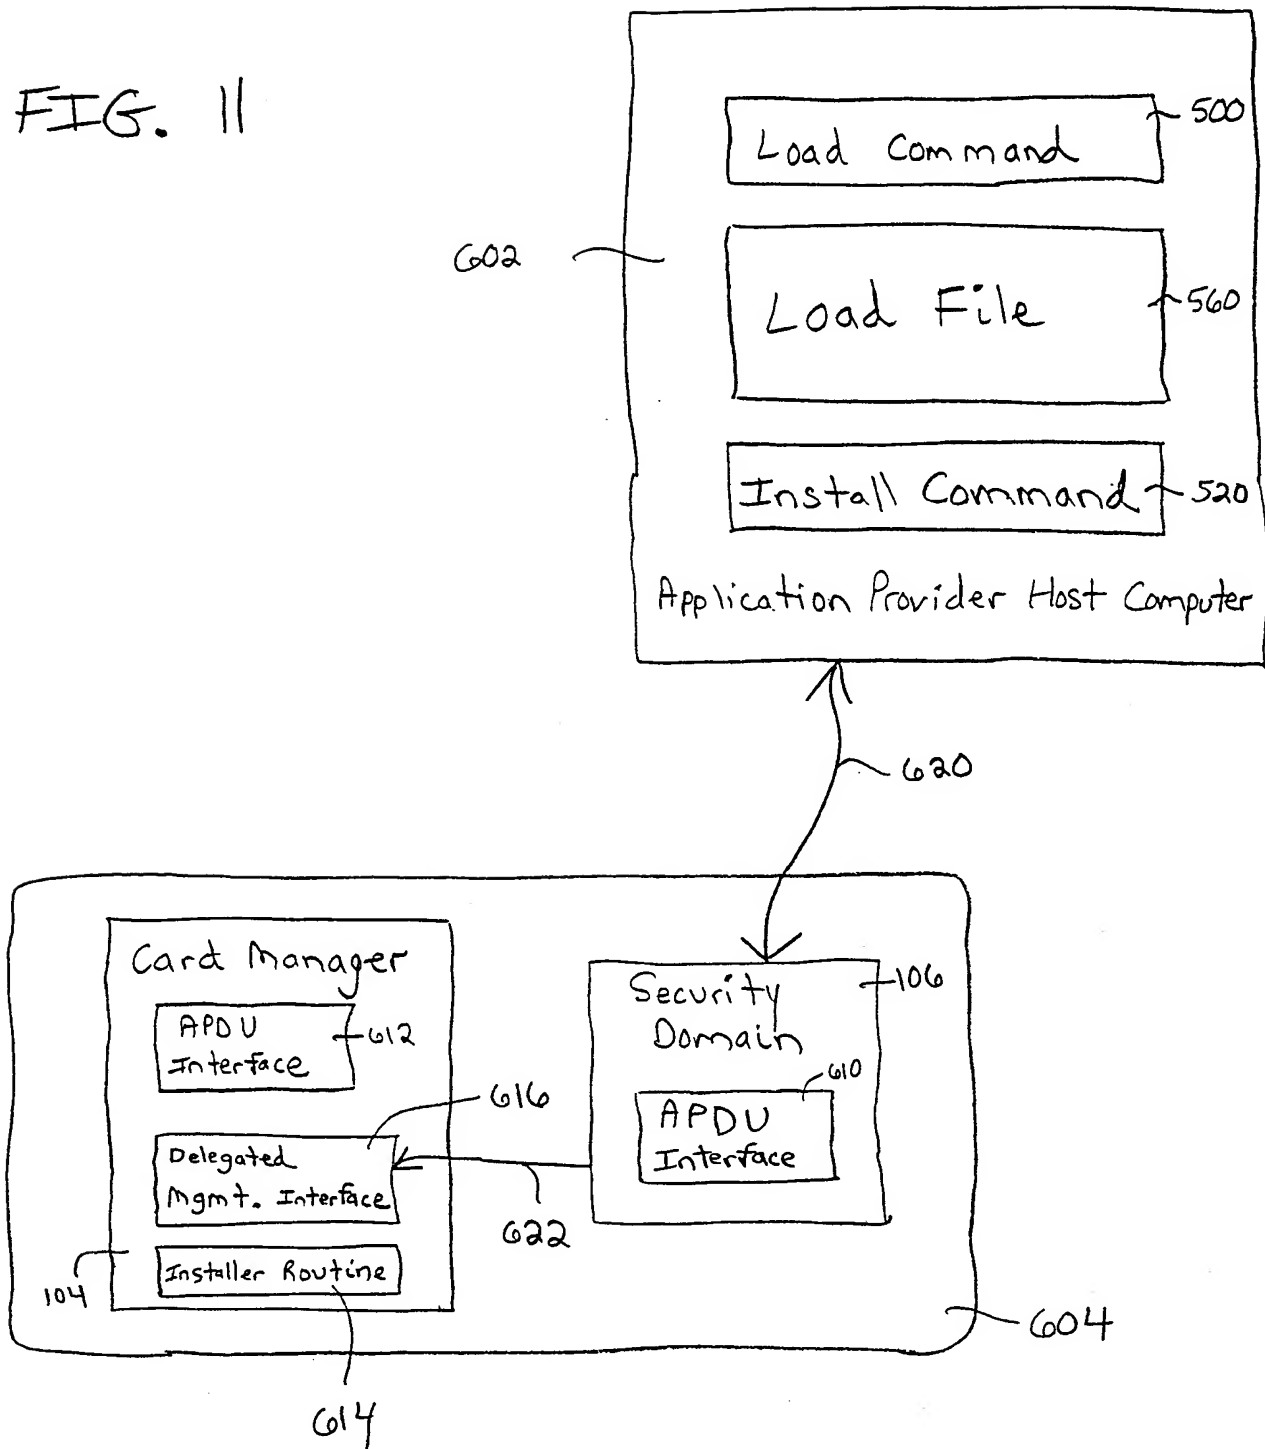 FIG. 11
500
Load Command
602
Load File
560
Install Command
520
Application Provider Host Computer
620
Card Manager
Security
Domain
106
APDU
Interface
612
610
616
APDU
Interface
Delegated
Mgmt. Interface
622
104
Installer Routine
604
614